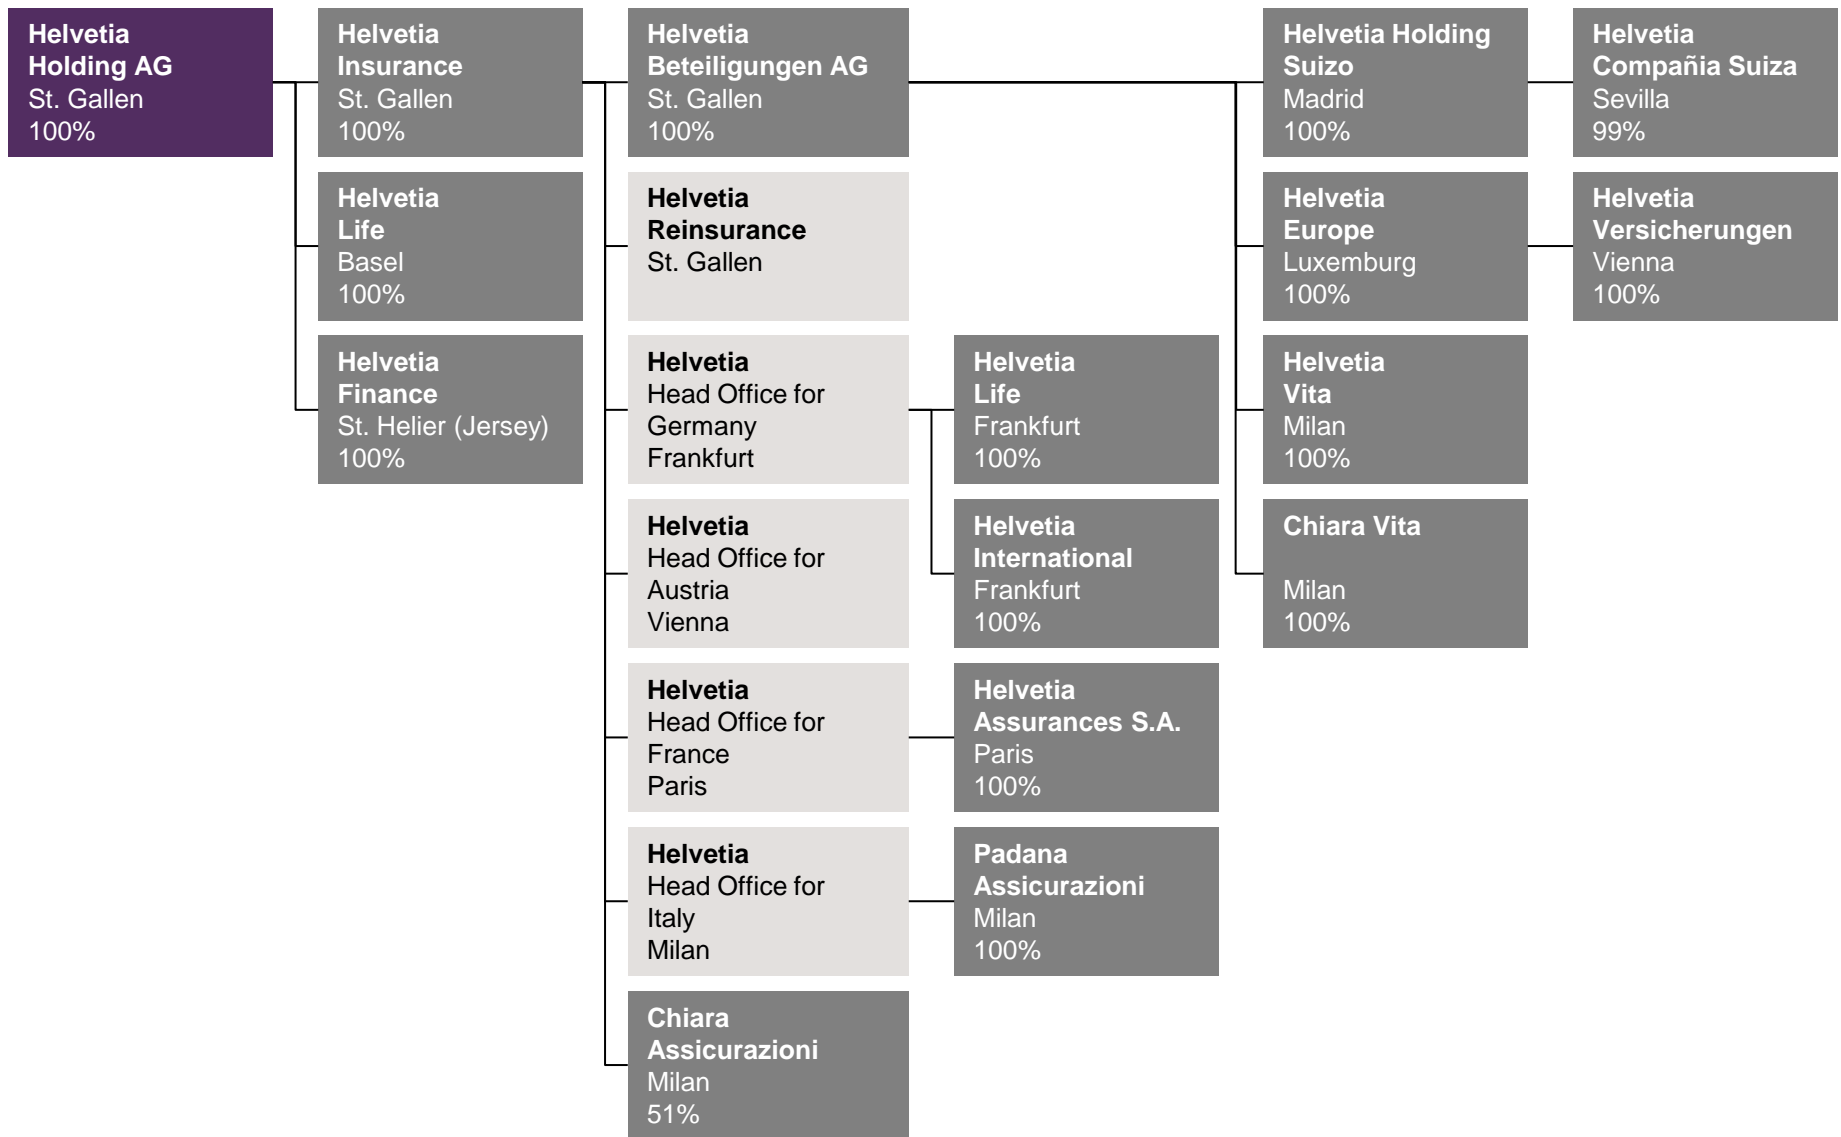 Helvetia
Holding AG
St. Gallen
100%
Helvetia
Insurance
St. Gallen
100%
Helvetia
Beteiligungen AG
St. Gallen
100%
Helvetia Holding
Suizo
Madrid
100%
Helvetia
Compañia Suiza
Sevilla
99%
Helvetia
Life
Basel
100%
Helvetia
Reinsurance
St. Gallen
Helvetia
Europe
Luxemburg
100%
Helvetia
Versicherungen
Vienna
100%
Helvetia
Finance
St. Helier (Jersey)
100%
Helvetia
Head Office for
Germany
Frankfurt
Helvetia
Life
Frankfurt
100%
Helvetia
Vita
Milan
100%
Helvetia
Head Office for
Austria
Vienna
Helvetia
International
Frankfurt
100%
Chiara Vita
Milan
100%
Helvetia
Head Office for
France
Paris
Helvetia
Assurances S.A.
Paris
100%
Helvetia
Head Office for
Italy
Milan
Padana
Assicurazioni
Milan
100%
Chiara
Assicurazioni
Milan
51%